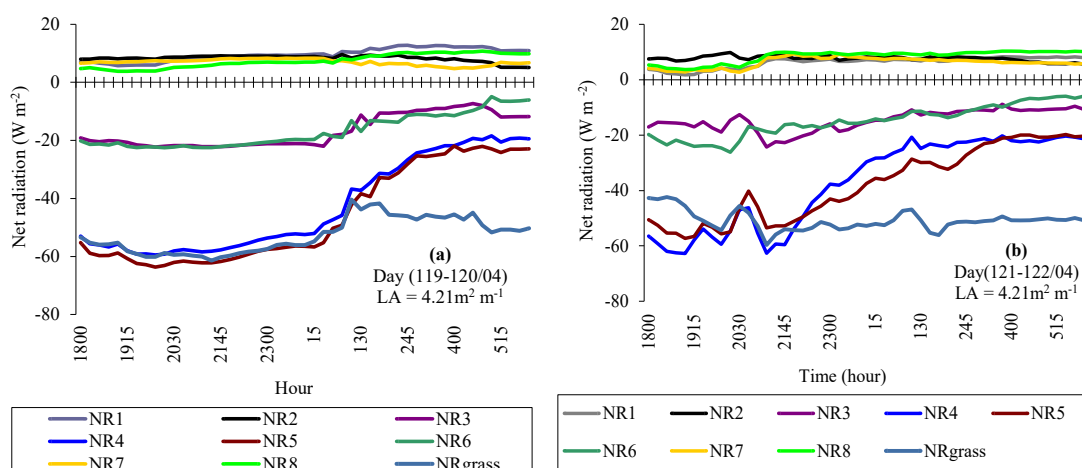 20
0
-20
-40
-60
-80
Net radiation (W m-2)
1800
1915
2030
2145
2300
15
130
245
400
515
(a)
Day (119-120/04)
LA = 4.21m² m-1
Hour
NR1 NR2 NR3
NR4 NR5 NR6
NR7 NR8 NRgrass
20
0
-20
-40
-60
-80
Net radiation (W m -2)
1800
1915
2030
2145
2300
15
130
245
400
515
(b)
Day(121-122/04)
LA = 4.21m² m-1
Time (hour)
NR1 NR2 NR3 NR4 NR5
NR6 NR7 NR8 NRgrass